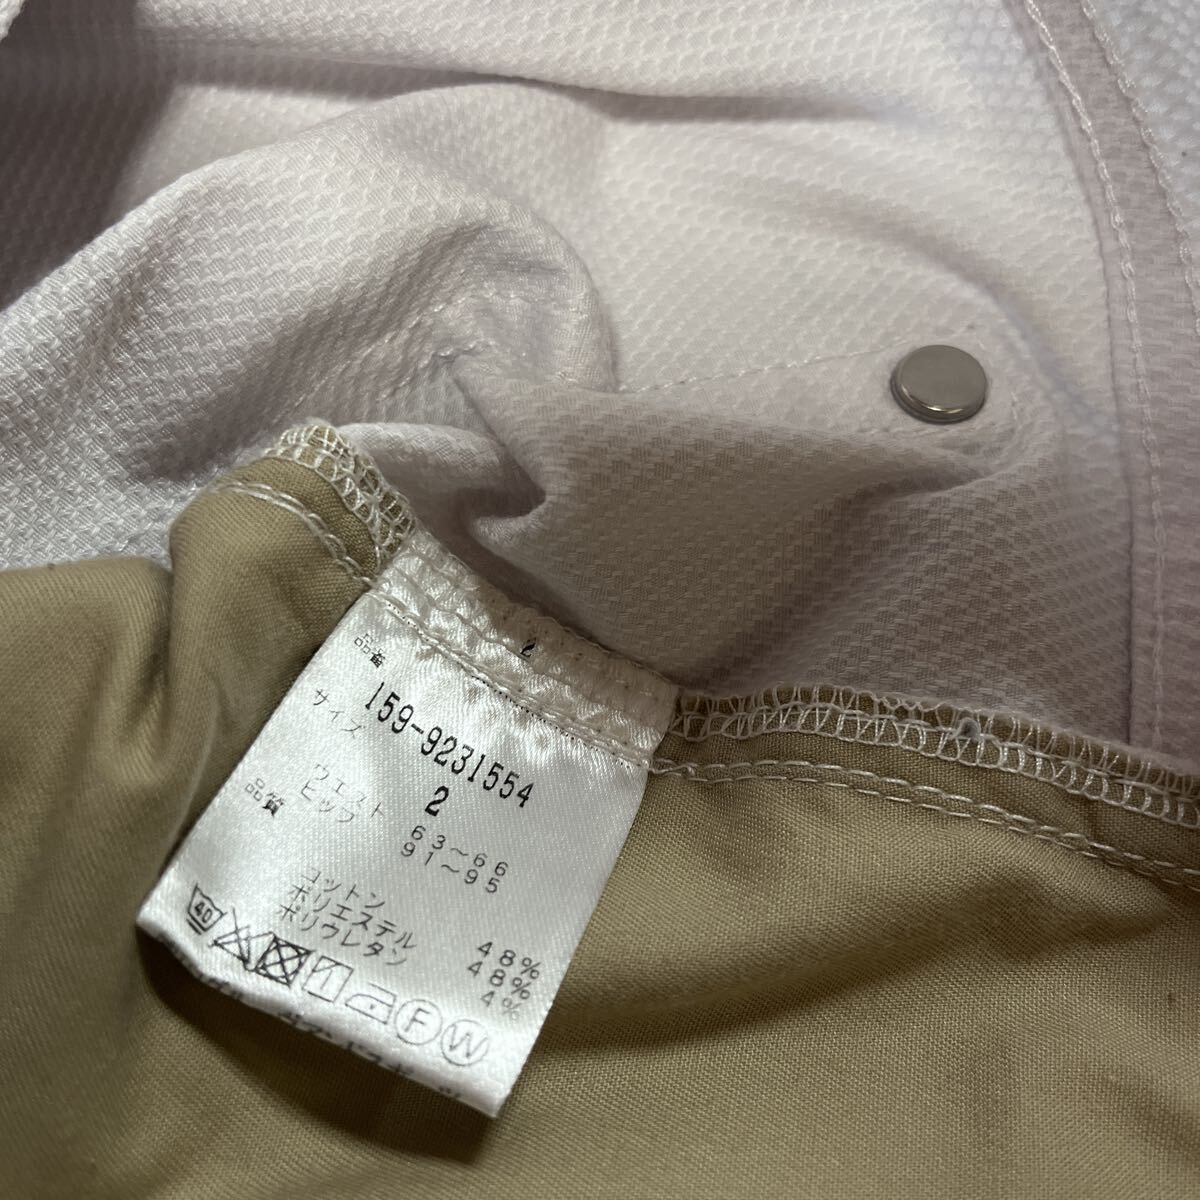 2
品番
159-9231554
サイズ 2
ウエスト 63〜66
ヒップ 91〜95
品質
コットン 48%
ポリエステル 48%
ポリウレタン 4%
40
F W